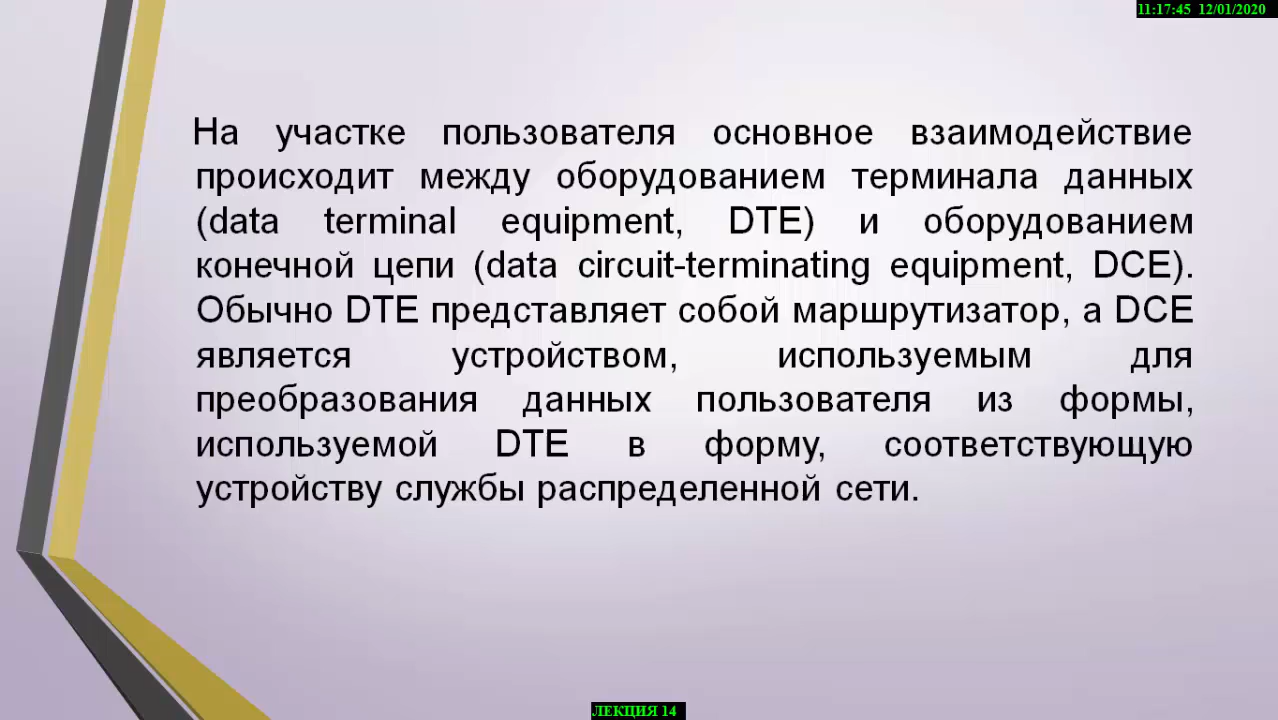 11:17:45 12/01/2020
На участке пользователя основное взаимодействие
происходит между оборудованием терминала данных
(data terminal equipment, DTE) и оборудованием
конечной цепи (data circuit-terminating equipment, DCE).
Обычно DTE представляет собой маршрутизатор, а DCE
является устройством, используемым для
преобразования данных пользователя из формы,
используемой DTE в форму, соответствующую
устройству службы распределенной сети.
ЛЕКЦИЯ 14